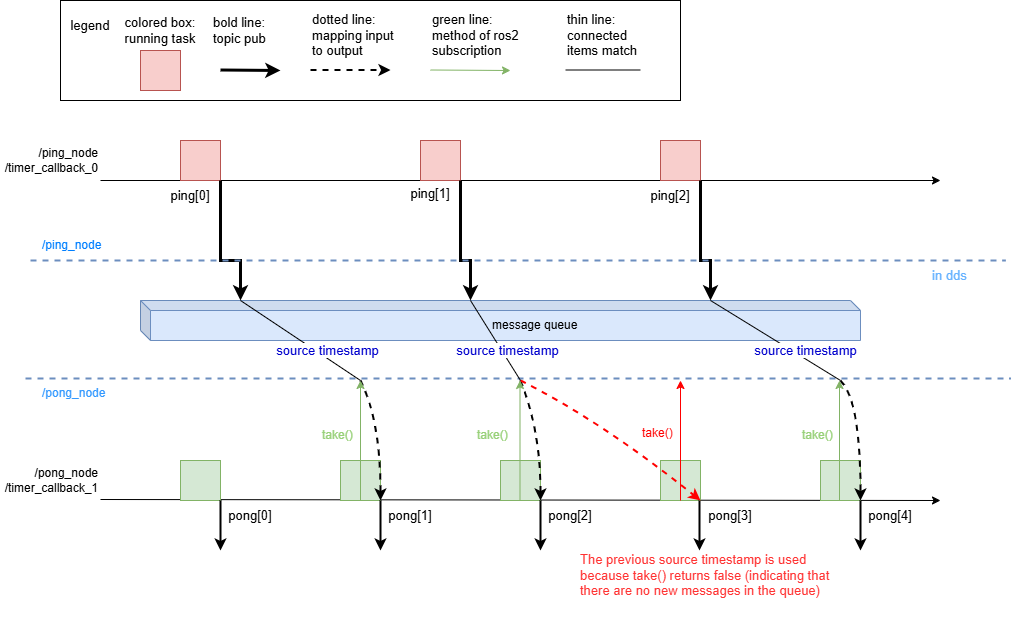 legend
colored box:
running task
bold line:
topic pub
dotted line:
mapping input
to output
green line:
method of ros2
subscription
thin line:
connected
items match
/ping_node
/timer_callback_0
ping[0]
ping[1]
ping[2]
/ping_node
in dds
message queue
source timestamp
source timestamp
source timestamp
/pong_node
take()
take()
take()
take()
/pong_node
/timer_callback_1
pong[0]
pong[1]
pong[2]
pong[3]
pong[4]
The previous source timestamp is used
because take() returns false (indicating that
there are no new messages in the queue)